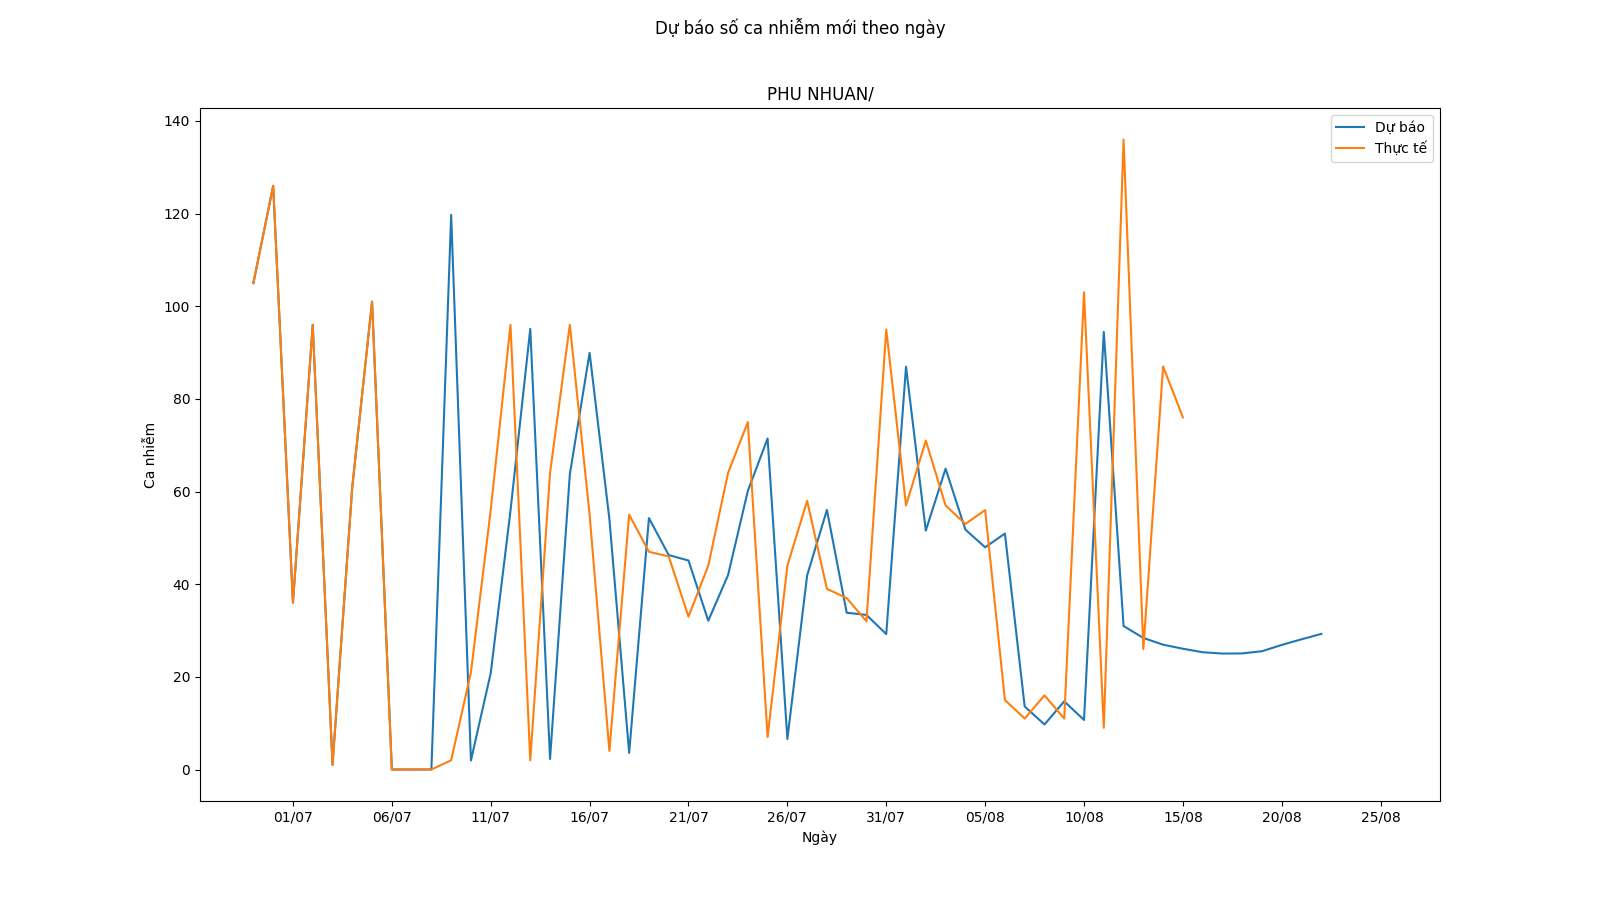 Dự báo số ca nhiễm mới theo ngày
PHU NHUAN/
Dự báo
Thực tế
140
120
100
80
60
40
20
0
Ca nhiễm
01/07 06/07 11/07 16/07 21/07 26/07 31/07 05/08 10/08 15/08 20/08 25/08
Ngày